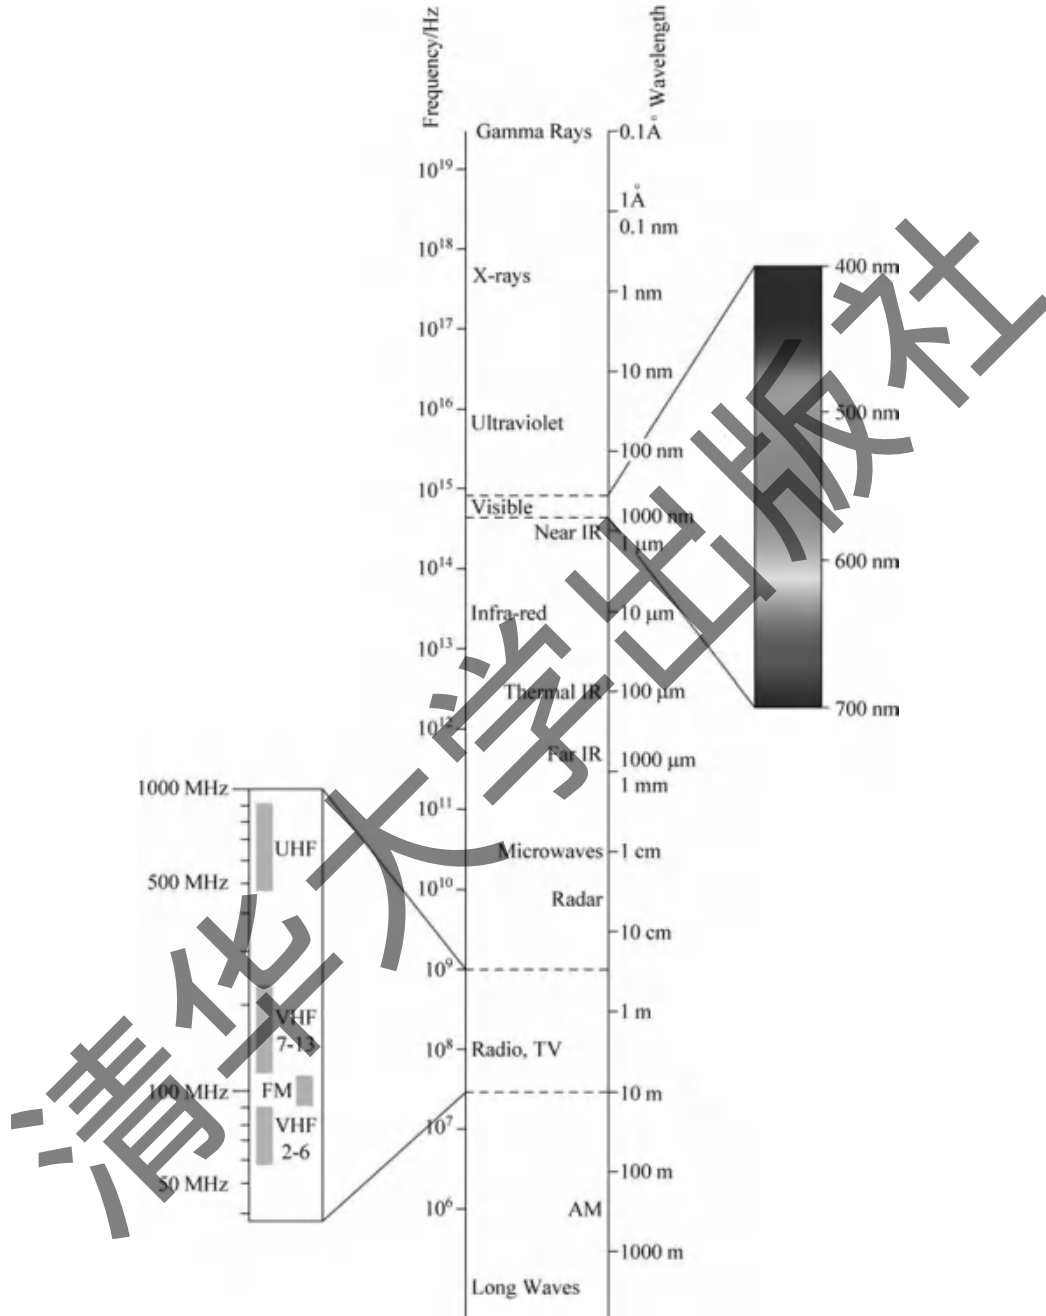 Frequency/Hz
Wavelength
Gamma Rays
0.1Å
10¹⁹
1Å
0.1 nm
10¹⁸
400 nm
X-rays
1 nm
10¹⁷
10 nm
10¹⁶
500 nm
Ultraviolet
100 nm
10¹⁵
Visible
1000 nm
Near IR
1 μm
600 nm
10¹⁴
Infra-red
10 μm
10¹³
Thermal IR
100 μm
700 nm
10¹²
Far IR
1000 μm
1 mm
1000 MHz
10¹¹
UHF
Microwaves
1 cm
500 MHz
10¹⁰
Radar
10 cm
10⁹
VHF
7-13
1 m
10⁸
Radio, TV
100 MHz
FM
10 m
VHF
2-6
10⁷
50 MHz
100 m
10⁶
AM
1000 m
Long Waves
清华大学出版社